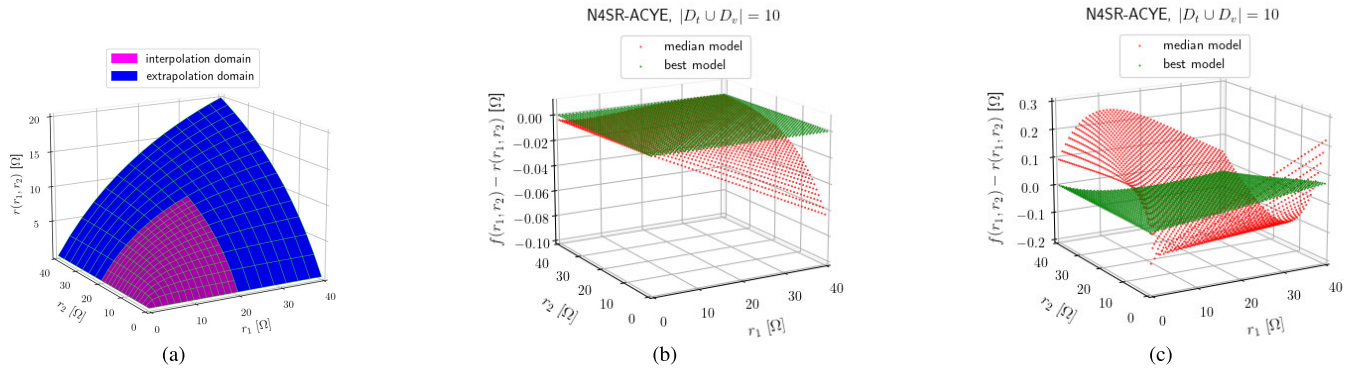 interpolation domain
extrapolation domain
20
15
10
5
r(r₁, r₂) [Ω]
40
30
20
10
0
r₂ [Ω]
0
10
20
30
40
r₁ [Ω]
(a)
N4SR-ACYE, |Dₜ ∪ Dᵥ| = 10
median model
best model
0.00
−0.02
−0.04
−0.06
−0.08
−0.10
f(r₁, r₂) − r(r₁, r₂) [Ω]
40
30
20
10
0
r₂ [Ω]
0
10
20
30
40
r₁ [Ω]
(b)
N4SR-ACYE, |Dₜ ∪ Dᵥ| = 10
median model
best model
0.3
0.2
0.1
0.0
−0.1
−0.2
f(r₁, r₂) − r(r₁, r₂) [Ω]
40
30
20
10
0
r₂ [Ω]
0
10
20
30
40
r₁ [Ω]
(c)